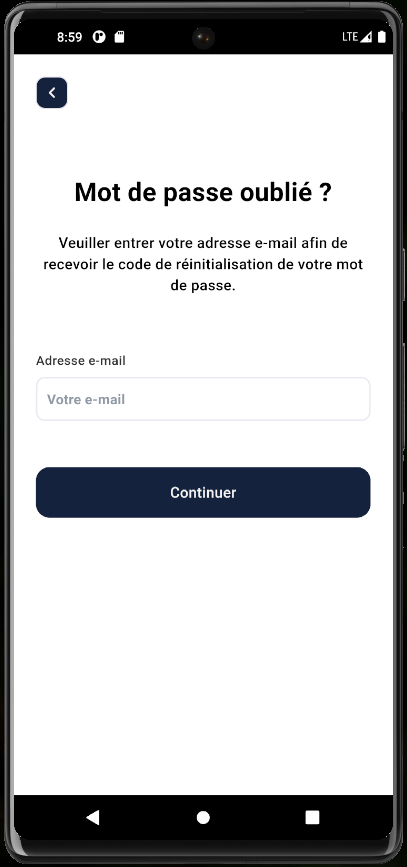 8:59
LTE
Mot de passe oublié ?
Veuiller entrer votre adresse e-mail afin de
recevoir le code de réinitialisation de votre mot
de passe.
Adresse e-mail
Votre e-mail
Continuer